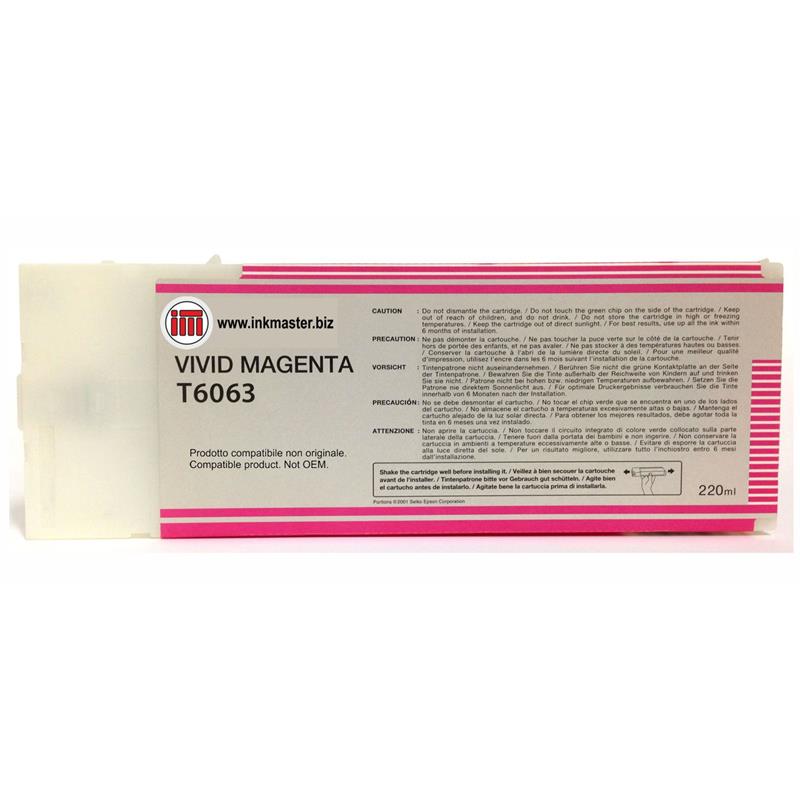 im www.inkmaster.biz
VIVID MAGENTA
T6063
Prodotto compatibile non originale.
Compatible product. Not OEM.
CAUTION : Do not dismantle the cartridge. / Do not touch the green chip on the side of the cartridge. / Keep
out of reach of children, and do not drink. / Do not store the cartridge in high or freezing
temperatures. / Keep the cartridge out of direct sunlight. / For best results, use up all the ink within
6 months of installation.
PRECAUTION : Ne pas démonter la cartouche. / Ne pas toucher la puce verte sur le côté de la cartouche. / Tenir
hors de portée des enfants, et ne pas avaler. / Ne pas stocker à des températures hautes ou basses.
/ Conserver la cartouche à l'abri de la lumière directe du soleil. / Pour une meilleure qualité
d'impression, utilisez l'encre dans les 6 mois suivant l'installation de la cartouche.
VORSICHT : Tintenpatrone nicht auseinandernehmen. / Berühren Sie nicht die grüne Kontaktplatte an der Seite
der Tintenpatrone. / Bewahren Sie die Tinte außerhalb der Reichweite von Kindern auf und trinken
Sie sie nicht. / Patrone nicht bei hohen bzw. niedrigen Temperaturen aufbewahren. / Setzen Sie die
Patrone nicht direktem Sonnenlicht aus. / Für optimale Druckergebnisse verbrauchen Sie die Tinte
innerhalb von 6 Monaten nach der Installation.
PRECAUCIÓN : No se debe desmontar el cartucho. / No tocar el chip verde que se encuentra en uno de los lados
del cartucho. / No almacene el cartucho a temperaturas excesivamente altas o bajas. / Mantenga el
cartucho alejado de la luz solar directa. / Para obtener los mejores resultados, debe agotar toda la
tinta en 6 meses una vez instalado.
ATTENZIONE : Non aprire la cartuccia. / Non toccare il circuito integrato di colore verde collocato sulla parte
laterale della cartuccia. / Tenere fuori dalla portata dei bambini e non ingerire. / Non conservare la
cartuccia in ambienti a temperature eccessivamente alte o basse. / Evitare di esporre la cartuccia
alla luce diretta del sole. / Per un risultato migliore, utilizzare tutto l'inchiostro entro 6 mesi
dall'installazione.
Shake the cartridge well before installing it. / Veillez à bien secouer la cartouche
avant de l'installer. / Tintenpatrone bitte vor Gebrauch gut schütteln. / Agite bien
el cartucho antes de instalarlo. / Agitate bene la cartuccia prima di installarla.
Portions ©2001 Seiko Epson Corporation
220ml